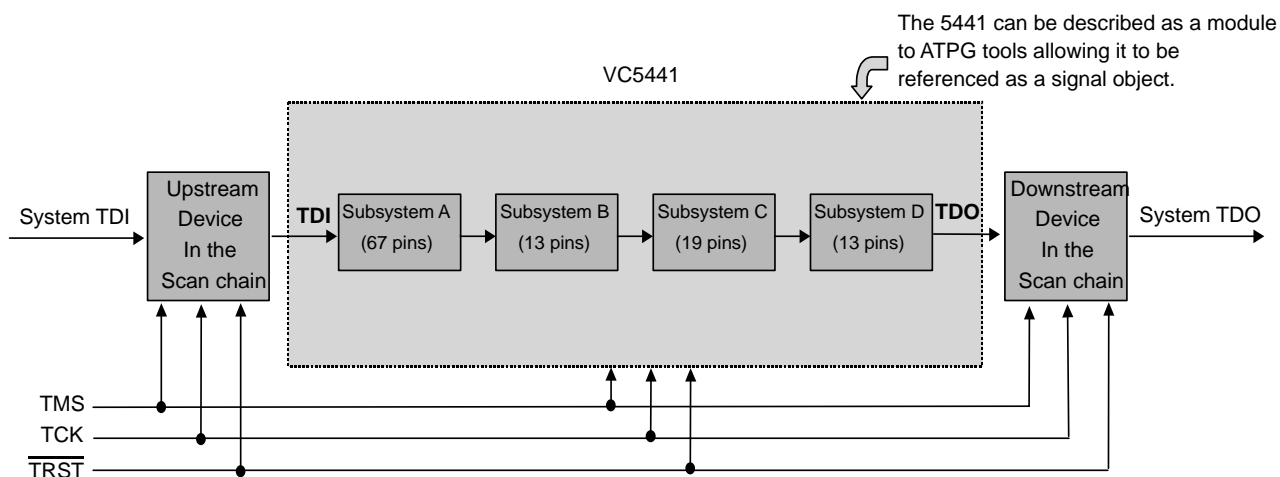 The 5441 can be described as a module
to ATPG tools allowing it to be
referenced as a signal object.
VC5441
System TDI
Upstream
Device
In the
Scan chain
TDI
Subsystem A
(67 pins)
Subsystem B
(13 pins)
Subsystem C
(19 pins)
Subsystem D
(13 pins)
TDO
Downstream
Device
In the
Scan chain
System TDO
TMS
TCK
TRST